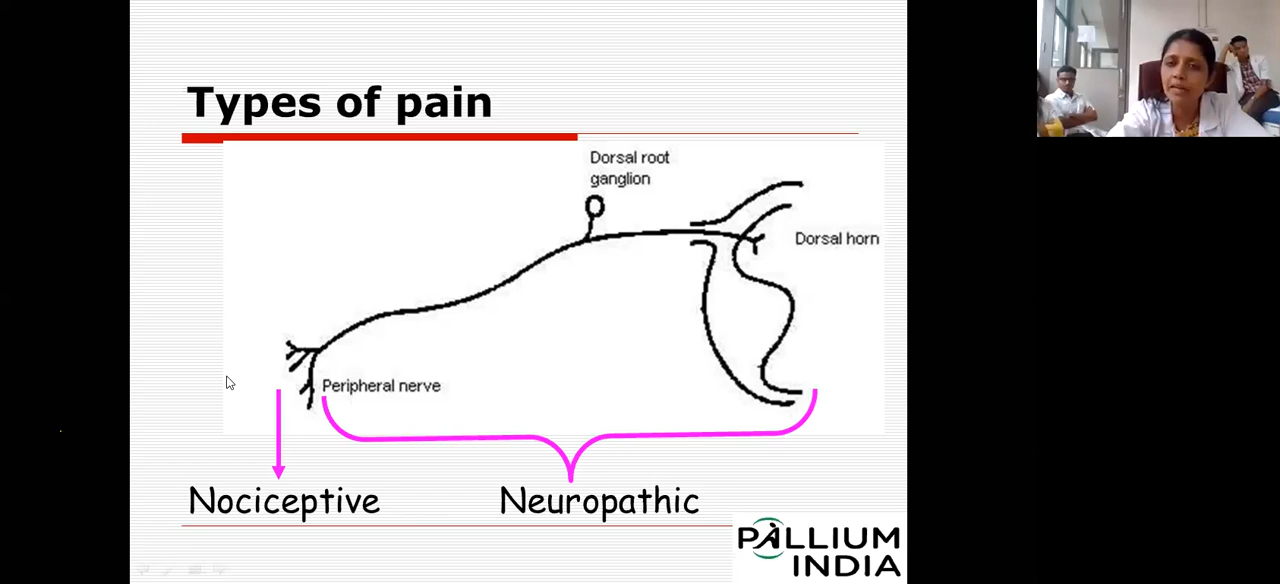 Types of pain
Dorsal root
ganglion
Dorsal horn
Peripheral nerve
Nociceptive
Neuropathic
PALLIUM
INDIA